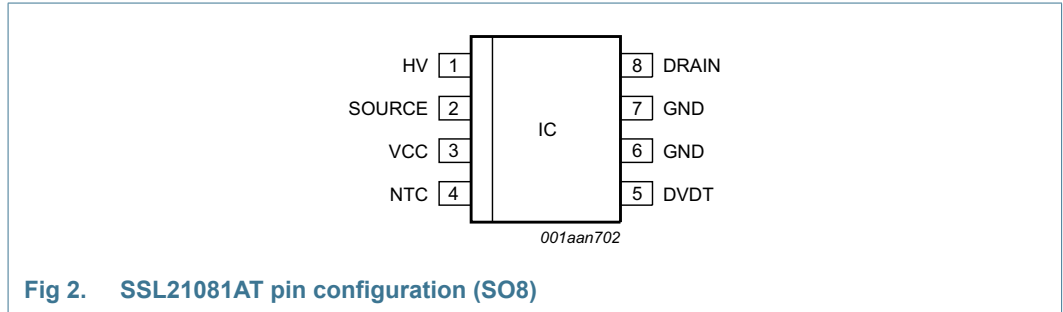 HV 1 8 DRAIN
SOURCE 2 7 GND
IC
VCC 3 6 GND
NTC 4 5 DVDT
001aan702
Fig 2. SSL21081AT pin configuration (SO8)